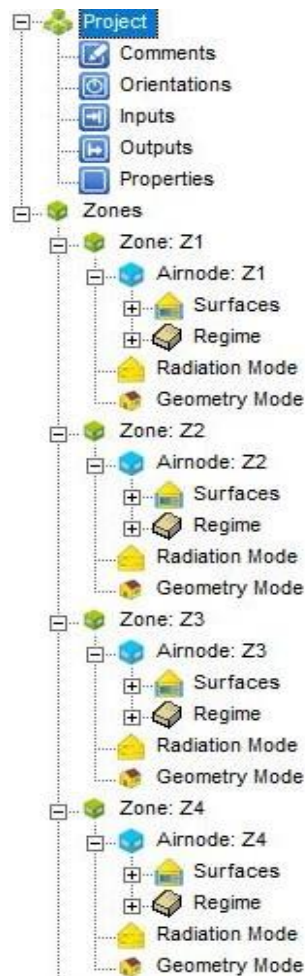 Project
Comments
Orientations
Inputs
Outputs
Properties
Zones
Zone: Z1
Airnode: Z1
Surfaces
Regime
Radiation Mode
Geometry Mode
Zone: Z2
Airnode: Z2
Surfaces
Regime
Radiation Mode
Geometry Mode
Zone: Z3
Airnode: Z3
Surfaces
Regime
Radiation Mode
Geometry Mode
Zone: Z4
Airnode: Z4
Surfaces
Regime
Radiation Mode
Geometry Mode